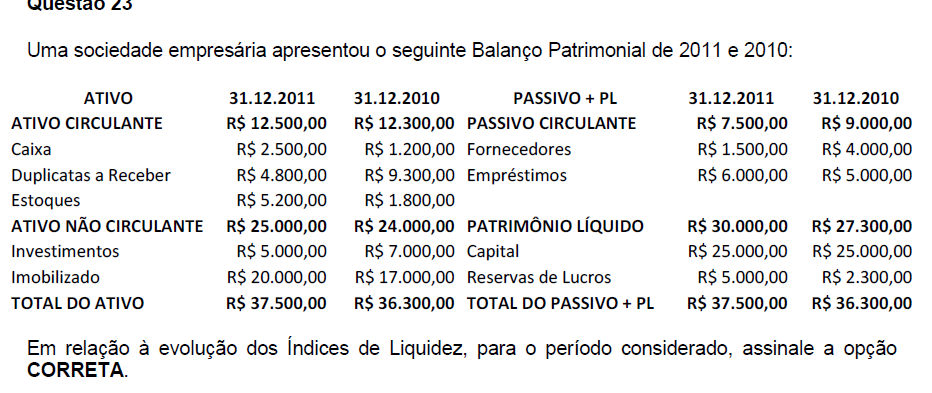 Questão 23
Uma sociedade empresária apresentou o seguinte Balanço Patrimonial de 2011 e 2010:
ATIVO 31.12.2011 31.12.2010 PASSIVO + PL 31.12.2011 31.12.2010
ATIVO CIRCULANTE R$ 12.500,00 R$ 12.300,00 PASSIVO CIRCULANTE R$ 7.500,00 R$ 9.000,00
Caixa R$ 2.500,00 R$ 1.200,00 Fornecedores R$ 1.500,00 R$ 4.000,00
Duplicatas a Receber R$ 4.800,00 R$ 9.300,00 Empréstimos R$ 6.000,00 R$ 5.000,00
Estoques R$ 5.200,00 R$ 1.800,00
ATIVO NÃO CIRCULANTE R$ 25.000,00 R$ 24.000,00 PATRIMÔNIO LÍQUIDO R$ 30.000,00 R$ 27.300,00
Investimentos R$ 5.000,00 R$ 7.000,00 Capital R$ 25.000,00 R$ 25.000,00
Imobilizado R$ 20.000,00 R$ 17.000,00 Reservas de Lucros R$ 5.000,00 R$ 2.300,00
TOTAL DO ATIVO R$ 37.500,00 R$ 36.300,00 TOTAL DO PASSIVO + PL R$ 37.500,00 R$ 36.300,00
Em relação à evolução dos Índices de Liquidez, para o período considerado, assinale a opção
CORRETA.